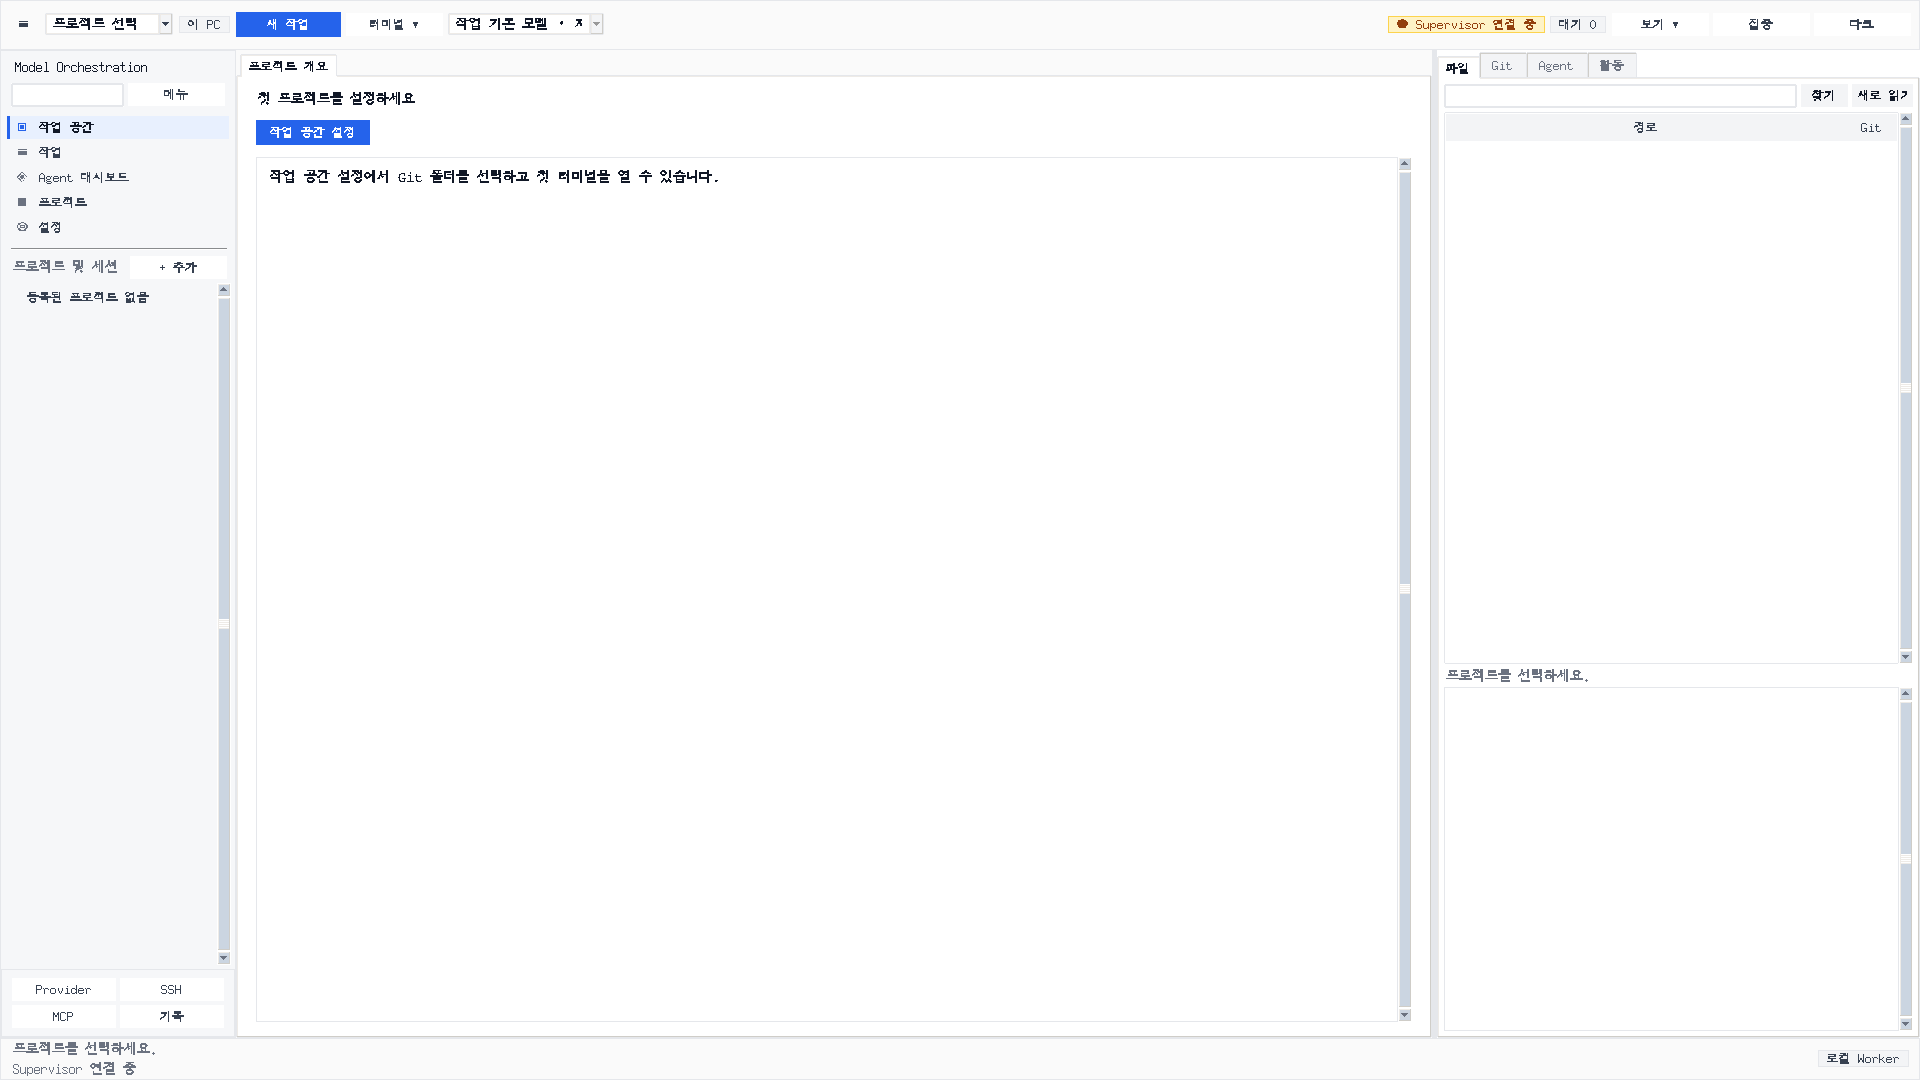 ≡ 프로젝트 선택 이 PC 새 작업 터미널 ▾ 작업 기존 모델 • Supervisor 연결 중 대기 0 보기 ▾ 집중 다크
Model Orchestration
메뉴
작업 공간
작업
Agent 대시보드
프로젝트
설정
프로젝트 및 세션 + 추가
등록된 프로젝트 없음
Provider SSH
MCP 기록
프로젝트 개요
첫 프로젝트를 설정하세요
작업 공간 설정
작업 공간 설정에서 Git 폴더를 선택하고 첫 터미널을 열 수 있습니다.
파일 Git Agent 활동
찾기 새로 읽기
경로 Git
프로젝트를 선택하세요.
프로젝트를 선택하세요.
Supervisor 연결 중
로컬 Worker